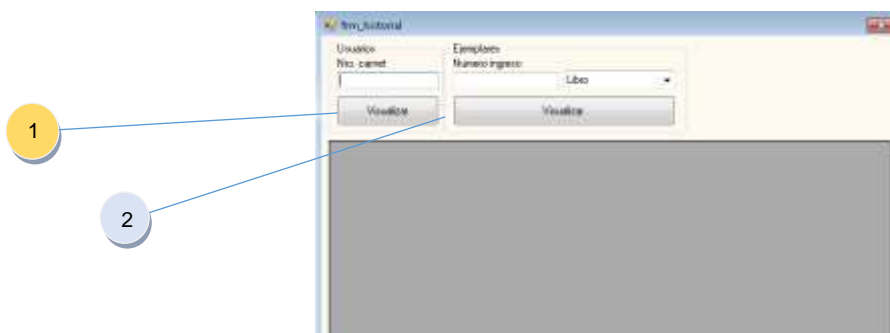 frm_historial
Usuarios
Nro. carnet
Ejemplares
Numero ingreso
Libro
Visualizar
Visualizar
1
2